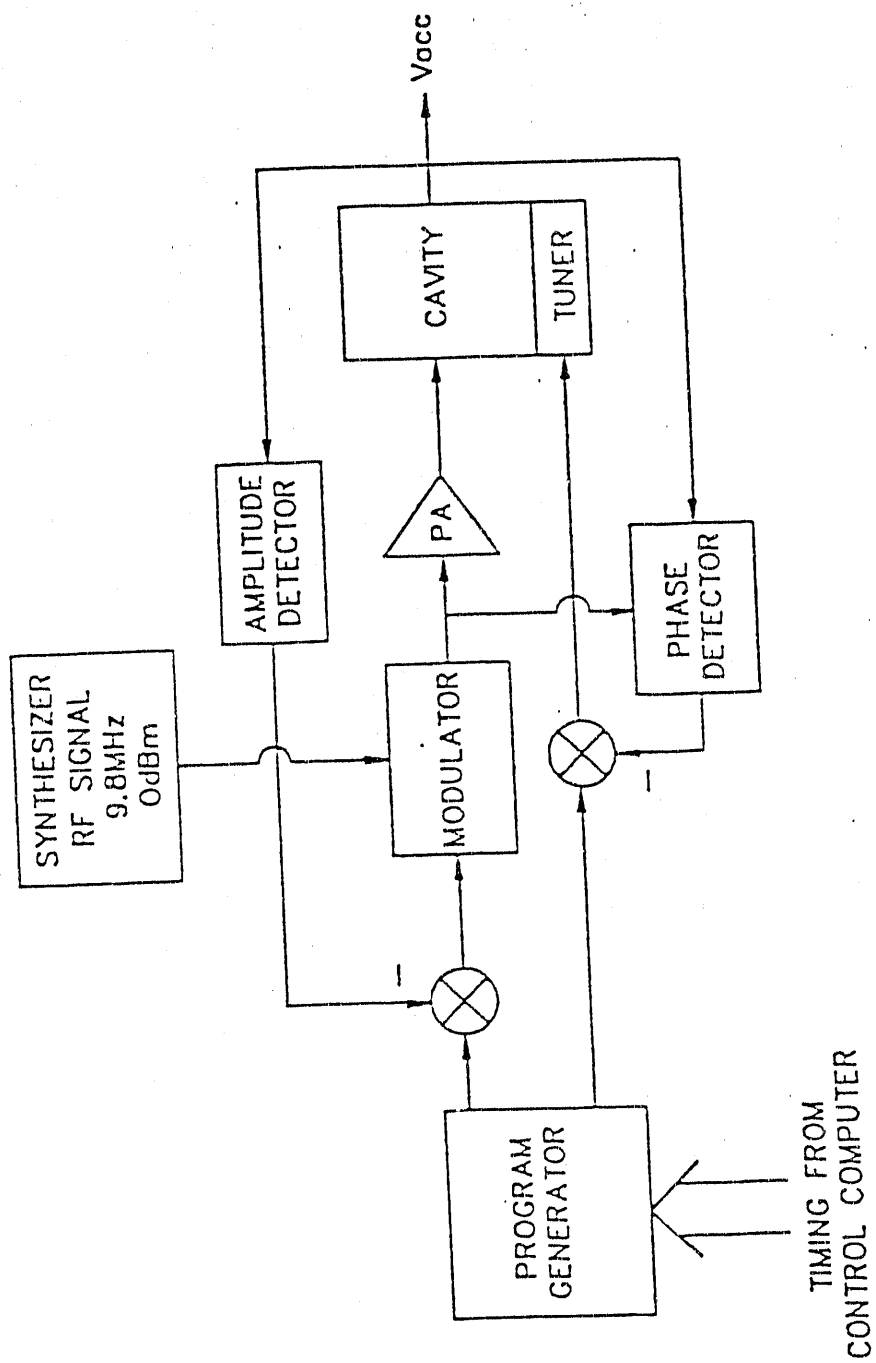 SYNTHESIZER
RF SIGNAL
9.8MHz
0dBm
AMPLITUDE
DETECTOR
Vacc
CAVITY
TUNER
PA
MODULATOR
PHASE
DETECTOR
−
−
PROGRAM
GENERATOR
TIMING FROM
CONTROL COMPUTER